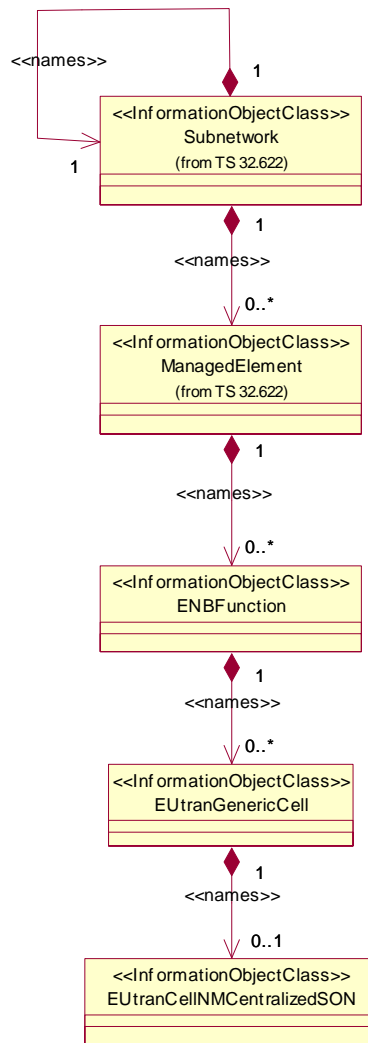 <<names>>
1
1
<<InformationObjectClass>>
Subnetwork
(from TS 32.622)
1
<<names>>
0..*
<<InformationObjectClass>>
ManagedElement
(from TS 32.622)
1
<<names>>
0..*
<<InformationObjectClass>>
ENBFunction
1
<<names>>
0..*
<<InformationObjectClass>>
EUtranGenericCell
1
<<names>>
0..1
<<InformationObjectClass>>
EUtranCellNMCentralizedSON